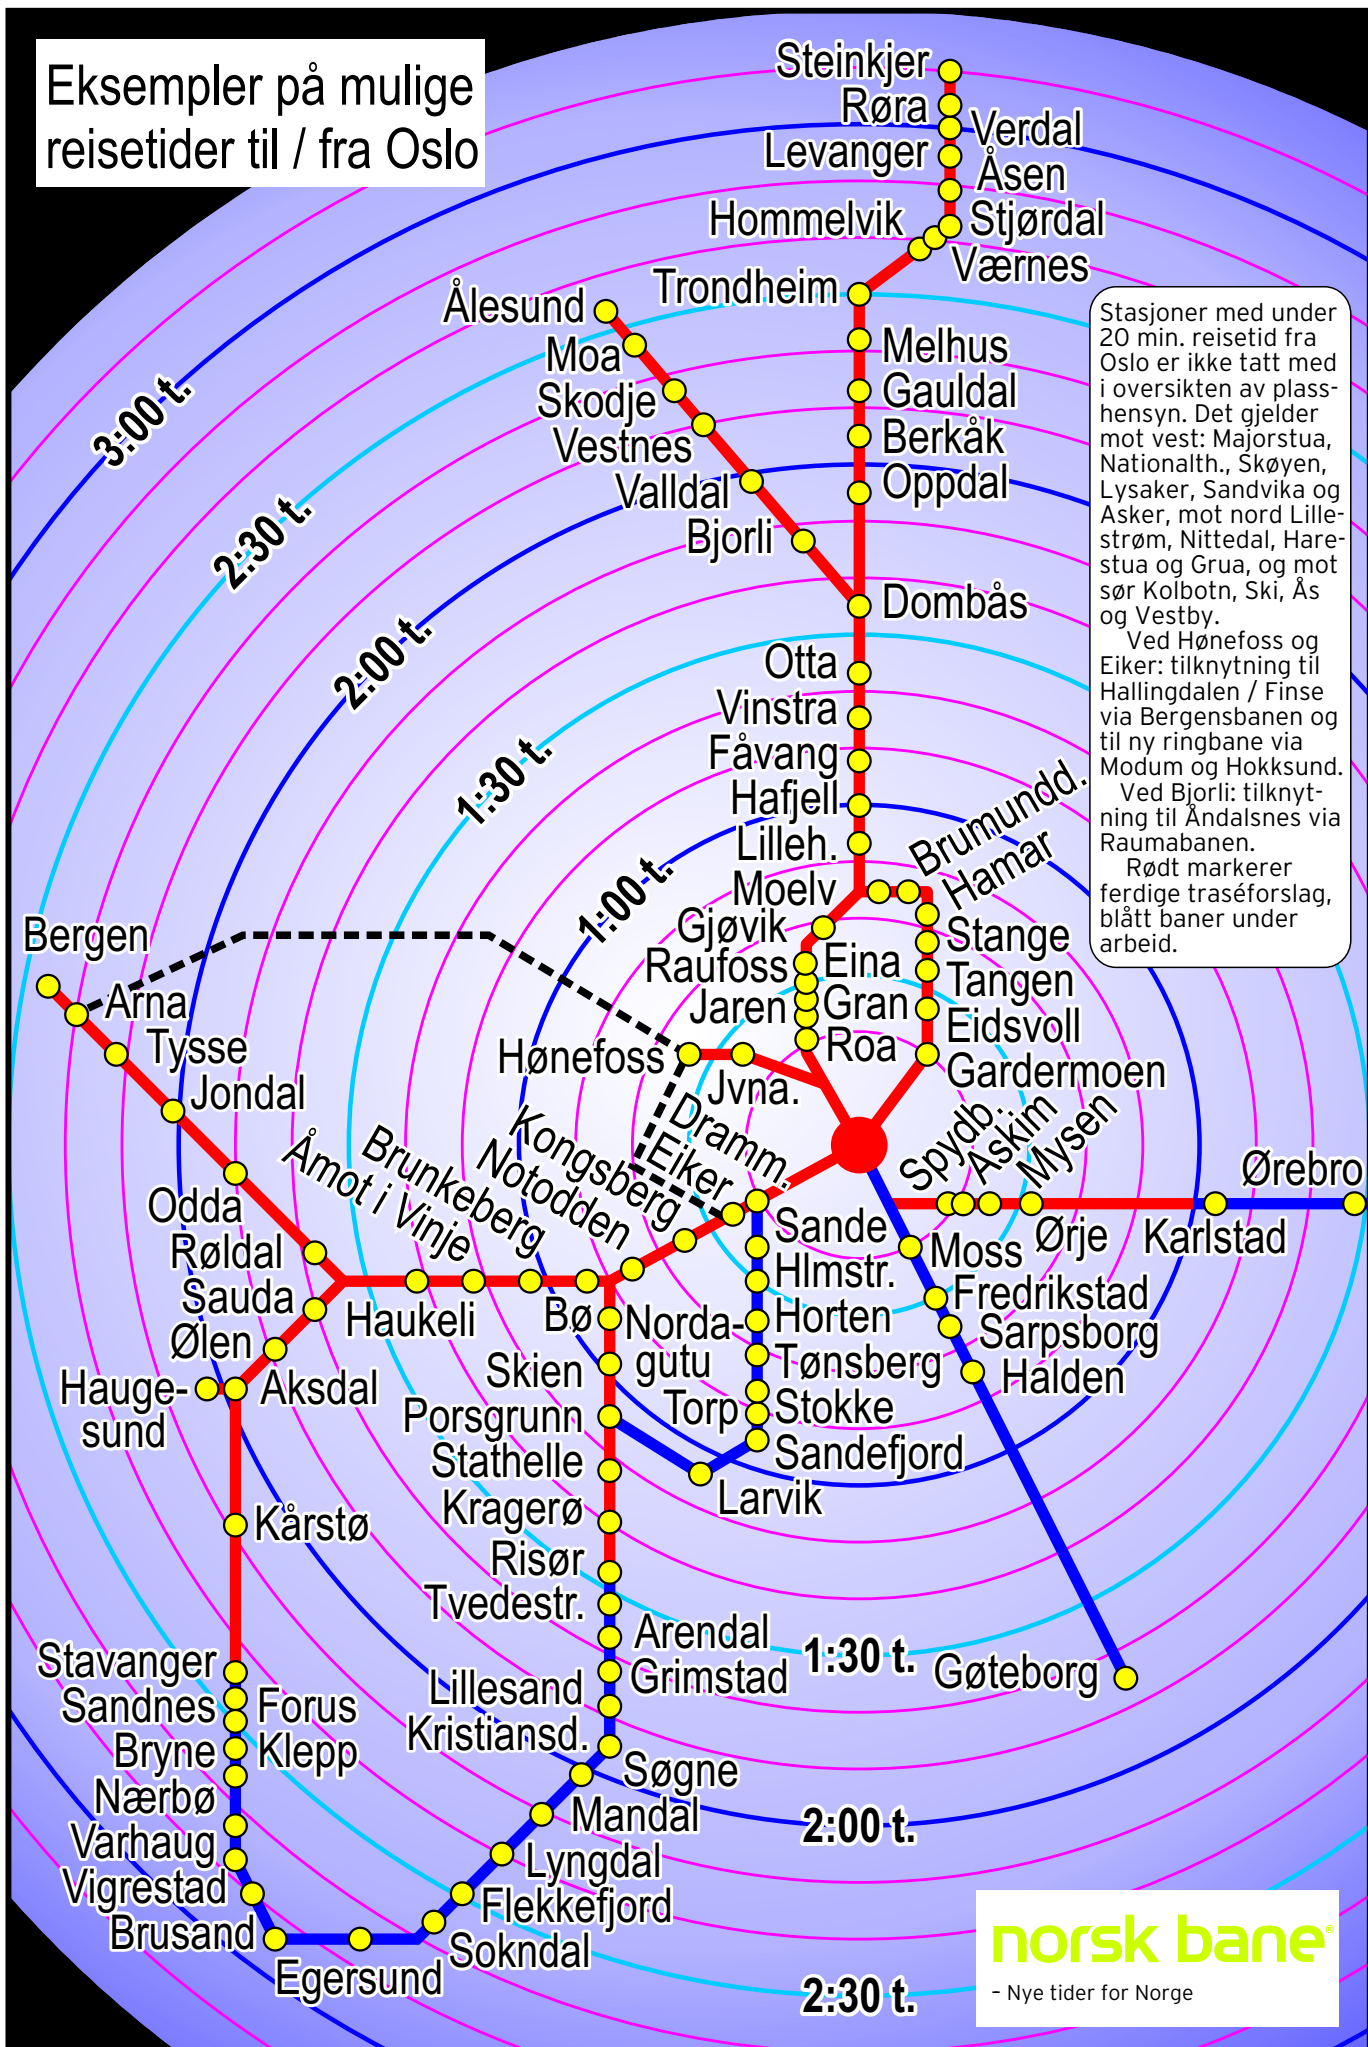 Eksempler på mulige
reisetider til / fra Oslo
Steinkjer
Røra
Verdal
Levanger
Åsen
Hommelvik
Stjørdal
Værnes
Trondheim
Ålesund
Moa
Melhus
Skodje
Gauldal
Vestnes
Berkåk
Valldal
Oppdal
Bjorli
Dombås
Otta
Vinstra
Fåvang
Hafjell
Lilleh.
Brumundd.
Moelv
Hamar
Gjøvik
Stange
Raufoss
Eina
Tangen
Jaren
Gran
Eidsvoll
Roa
Gardermoen
Hønefoss
Jvna.
3:00 t.
2:30 t.
2:00 t.
1:30 t.
1:00 t.
Stasjoner med under
20 min. reisetid fra
Oslo er ikke tatt med
i oversikten av plass-
hensyn. Det gjelder
mot vest: Majorstua,
Nationalth., Skøyen,
Lysaker, Sandvika og
Asker, mot nord Lille-
strøm, Nittedal, Hare-
stua og Grua, og mot
sør Kolbotn, Ski, Ås
og Vestby.
Ved Hønefoss og
Eiker: tilknytning til
Hallingdalen / Finse
via Bergensbanen og
til ny ringbane via
Modum og Hokksund.
Ved Bjorli: tilknyt-
ning til Åndalsnes via
Raumabanen.
Rødt markerer
ferdige traséforslag,
blått baner under
arbeid.
Bergen
Arna
Tysse
Jondal
Odda
Røldal
Sauda
Ølen
Hauge-
sund
Aksdal
Haukeli
Åmot i Vinje
Brunkeberg
Bø
Notodden
Kongsberg
Eiker
Dramm.
Spydb.
Askim
Mysen
Ørje
Karlstad
Ørebro
Sande
Hlmstr.
Horten
Tønsberg
Torp
Stokke
Sandefjord
Larvik
Moss
Fredrikstad
Sarpsborg
Halden
Gøteborg
Norda-
gutu
Skien
Porsgrunn
Stathelle
Kragerø
Risør
Tvedestr.
Arendal
Grimstad
Lillesand
Kristiansd.
Søgne
Mandal
Lyngdal
Flekkefjord
Sokndal
Egersund
Kårstø
Stavanger
Sandnes
Forus
Bryne
Klepp
Nærbø
Varhaug
Vigrestad
Brusand
1:30 t.
2:00 t.
2:30 t.
norsk bane®
– Nye tider for Norge